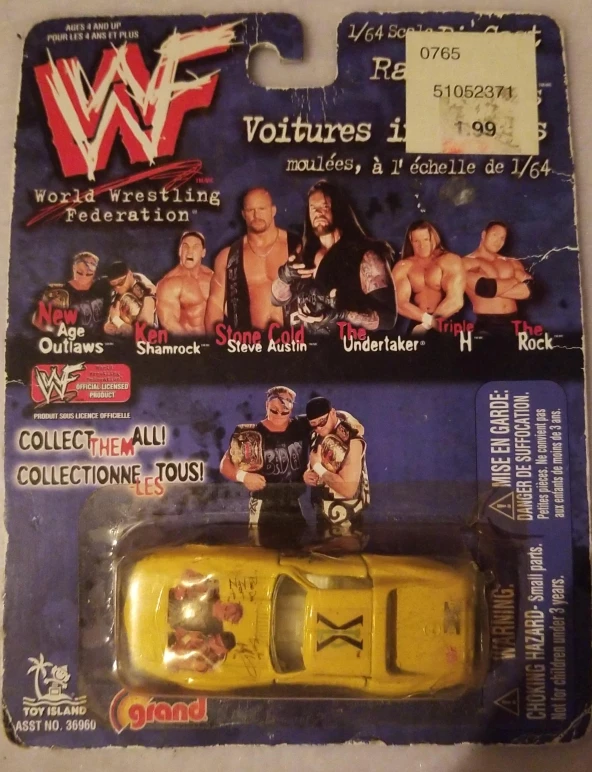 AGES 4 AND UP
POUR LES 4 ANS ET PLUS
WF
World Wrestling
Federation
1/64 Scale Die Cast
Ra
Voitures i
moulées, à l'échelle de 1/64
0765
51052371
1.99
New
Age
Outlaws
Ken
Shamrock
Stone Cold
Steve Austin
The
Undertaker
Triple
H
The
Rock
WF
OFFICIAL LICENSED
PRODUCT
PRODUIT SOUS LICENCE OFFICIELLE
COLLECT THEM ALL!
COLLECTIONNE LES TOUS!
MISE EN GARDE:
DANGER DE SUFFOCATION.
Petites pièces. Ne convient pas
aux enfants de moins de 3 ans.
WARNING:
CHOKING HAZARD- Small parts.
Not for children under 3 years.
X
TOY ISLAND
ASST NO. 36960
grand